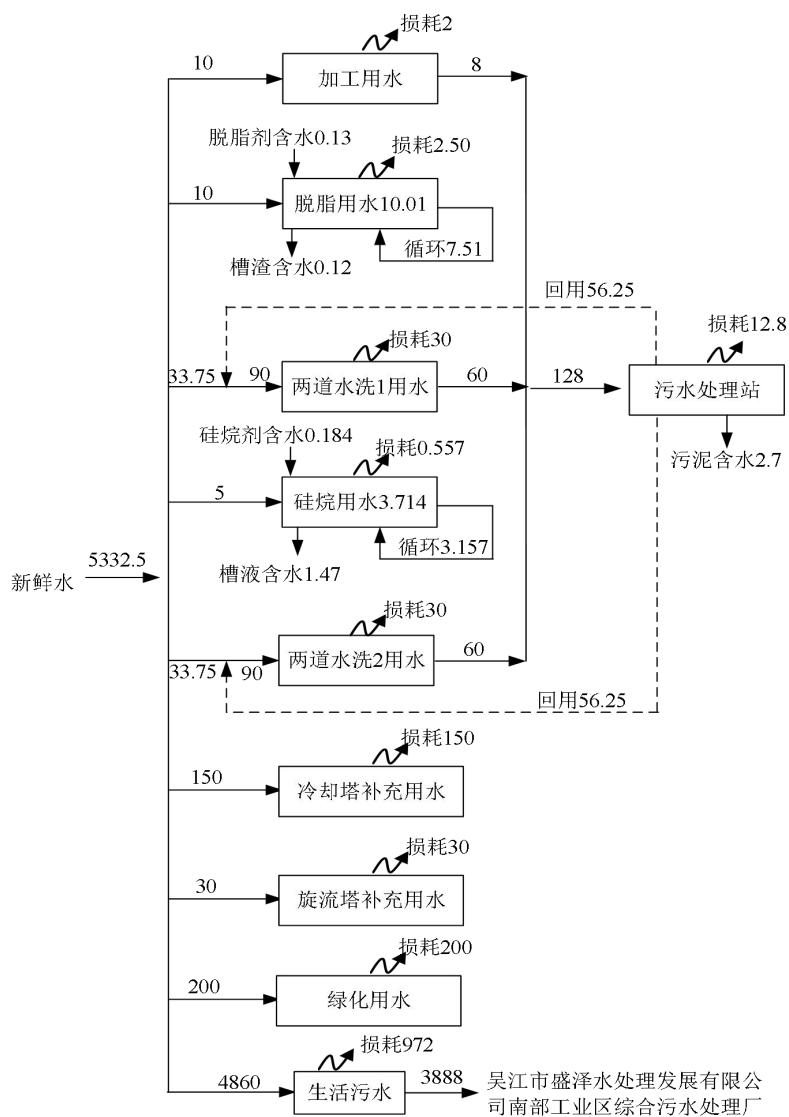 损耗2
10
加工用水
8
脱脂剂含水0.13
损耗2.50
10
脱脂用水10.01
循环7.51
槽渣含水0.12
回用56.25
损耗12.8
损耗30
33.75
90
两道水洗1用水
60
128
污水处理站
硅烷剂含水0.184
损耗0.557
污泥含水2.7
5
硅烷用水3.714
循环3.157
5332.5
新鲜水
槽液含水1.47
损耗30
两道水洗2用水
60
33.75
90
回用56.25
损耗150
150
冷却塔补充用水
损耗30
30
旋流塔补充用水
损耗200
200
绿化用水
损耗972
4860
生活污水
3888
吴江市盛泽水处理发展有限公
司南部工业区综合污水处理厂